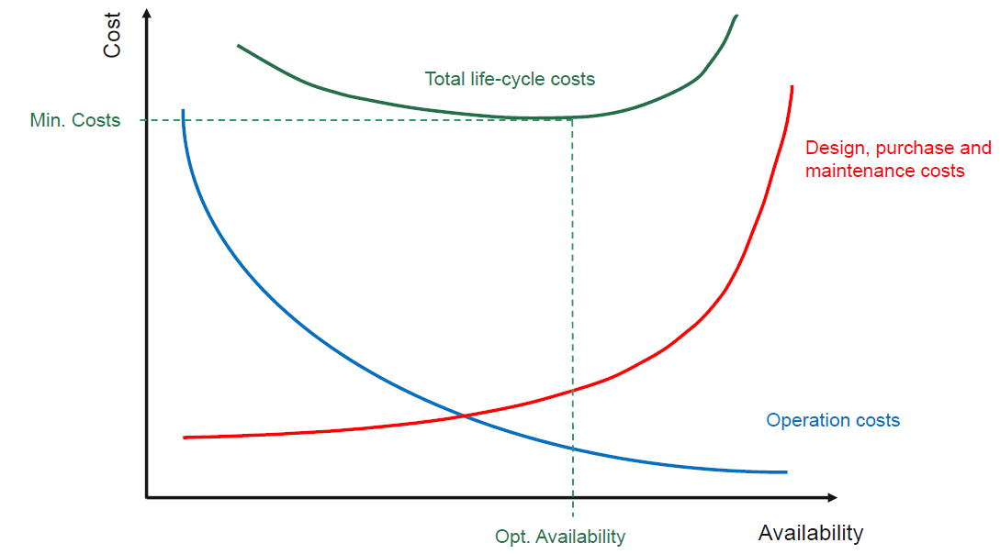 Cost
Total life-cycle costs
Min. Costs
Design, purchase and
maintenance costs
Operation costs
Opt. Availability
Availability